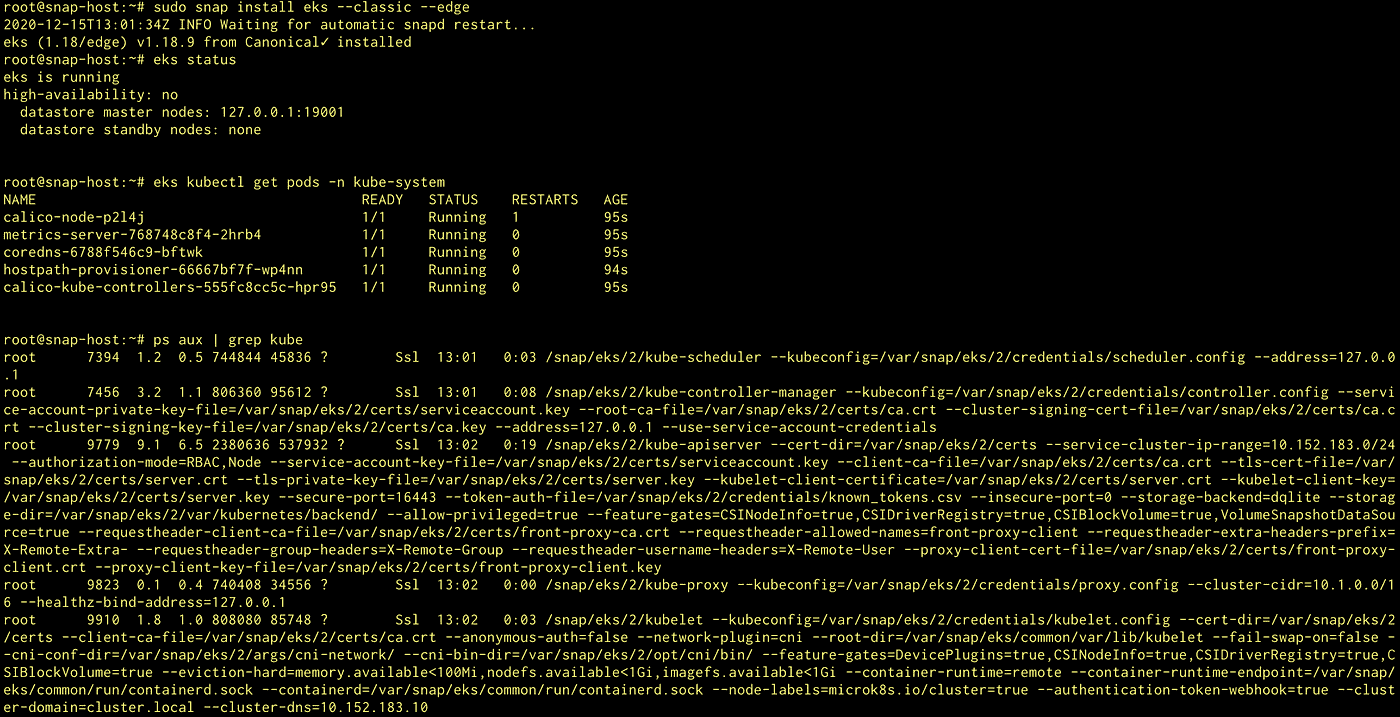 root@snap-host:~# sudo snap install eks --classic --edge
2020-12-15T13:01:34Z INFO Waiting for automatic snapd restart...
eks (1.18/edge) v1.18.9 from Canonical✓ installed
root@snap-host:~# eks status
eks is running
high-availability: no
  datastore master nodes: 127.0.0.1:19001
  datastore standby nodes: none
root@snap-host:~# eks kubectl get pods -n kube-system
NAME                                       READY   STATUS    RESTARTS   AGE
calico-node-p2l4j                          1/1     Running   1          95s
metrics-server-768748c8f4-2hrb4            1/1     Running   0          95s
coredns-6788f546c9-bftwk                   1/1     Running   0          95s
hostpath-provisioner-66667bf7f-wp4nn       1/1     Running   0          94s
calico-kube-controllers-555fc8cc5c-hpr95   1/1     Running   0          95s
root@snap-host:~# ps aux | grep kube
root      7394  1.2  0.5 744844 45836 ?        Ssl  13:01   0:03 /snap/eks/2/kube-scheduler --kubeconfig=/var/snap/eks/2/credentials/scheduler.config --address=127.0.0
.1
root      7456  3.2  1.1 806360 95612 ?        Ssl  13:01   0:08 /snap/eks/2/kube-controller-manager --kubeconfig=/var/snap/eks/2/credentials/controller.config --servi
ce-account-private-key-file=/var/snap/eks/2/certs/serviceaccount.key --root-ca-file=/var/snap/eks/2/certs/ca.crt --cluster-signing-cert-file=/var/snap/eks/2/certs/ca.c
rt --cluster-signing-key-file=/var/snap/eks/2/certs/ca.key --address=127.0.0.1 --use-service-account-credentials
root      9779  9.1  6.5 2380636 537932 ?      Ssl  13:02   0:19 /snap/eks/2/kube-apiserver --cert-dir=/var/snap/eks/2/certs --service-cluster-ip-range=10.152.183.0/24
 --authorization-mode=RBAC,Node --service-account-key-file=/var/snap/eks/2/certs/serviceaccount.key --client-ca-file=/var/snap/eks/2/certs/ca.crt --tls-cert-file=/var/
snap/eks/2/certs/server.crt --tls-private-key-file=/var/snap/eks/2/certs/server.key --kubelet-client-certificate=/var/snap/eks/2/certs/server.crt --kubelet-client-key=
/var/snap/eks/2/certs/server.key --secure-port=16443 --token-auth-file=/var/snap/eks/2/credentials/known_tokens.csv --insecure-port=0 --storage-backend=dqlite --storag
e-dir=/var/snap/eks/2/var/kubernetes/backend/ --allow-privileged=true --feature-gates=CSINodeInfo=true,CSIDriverRegistry=true,CSIBlockVolume=true,VolumeSnapshotDataSou
rce=true --requestheader-client-ca-file=/var/snap/eks/2/certs/front-proxy-ca.crt --requestheader-allowed-names=front-proxy-client --requestheader-extra-headers-prefix=
X-Remote-Extra- --requestheader-group-headers=X-Remote-Group --requestheader-username-headers=X-Remote-User --proxy-client-cert-file=/var/snap/eks/2/certs/front-proxy-
client.crt --proxy-client-key-file=/var/snap/eks/2/certs/front-proxy-client.key
root      9823  0.1  0.4 740408 34556 ?        Ssl  13:02   0:00 /snap/eks/2/kube-proxy --kubeconfig=/var/snap/eks/2/credentials/proxy.config --cluster-cidr=10.1.0.0/1
6 --healthz-bind-address=127.0.0.1
root      9910  1.8  1.0 808080 85748 ?        Ssl  13:02   0:03 /snap/eks/2/kubelet --kubeconfig=/var/snap/eks/2/credentials/kubelet.config --cert-dir=/var/snap/eks/2
/certs --client-ca-file=/var/snap/eks/2/certs/ca.crt --anonymous-auth=false --network-plugin=cni --root-dir=/var/snap/eks/common/var/lib/kubelet --fail-swap-on=false -
-cni-conf-dir=/var/snap/eks/2/args/cni-network/ --cni-bin-dir=/var/snap/eks/2/opt/cni/bin/ --feature-gates=DevicePlugins=true,CSINodeInfo=true,CSIDriverRegistry=true,C
SIBlockVolume=true --eviction-hard=memory.available<100Mi,nodefs.available<1Gi,imagefs.available<1Gi --container-runtime=remote --container-runtime-endpoint=/var/snap/
eks/common/run/containerd.sock --containerd=/var/snap/eks/common/run/containerd.sock --node-labels=microk8s.io/cluster=true --authentication-token-webhook=true --clust
er-domain=cluster.local --cluster-dns=10.152.183.10